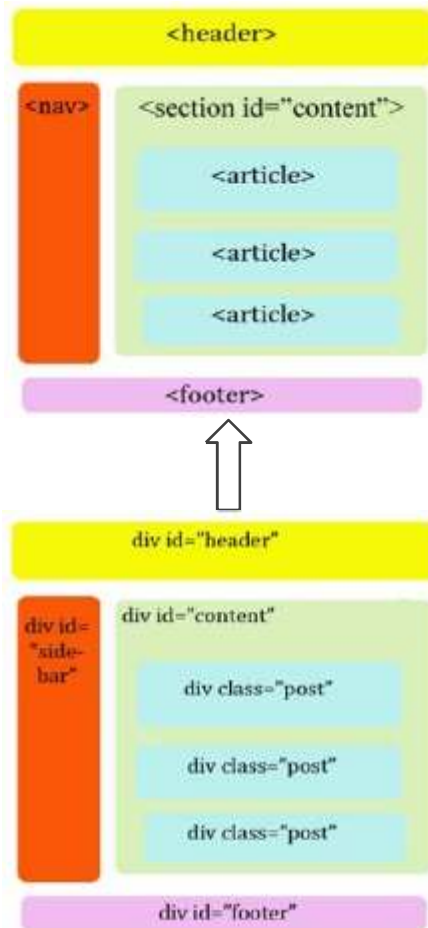 <header>
<nav>
<section id=”content”>
<article>
<article>
<article>
<footer>
div id=”header”
div id=
”side-
bar”
div id=”content”
div class=”post”
div class=”post”
div class=”post”
div id=”footer”